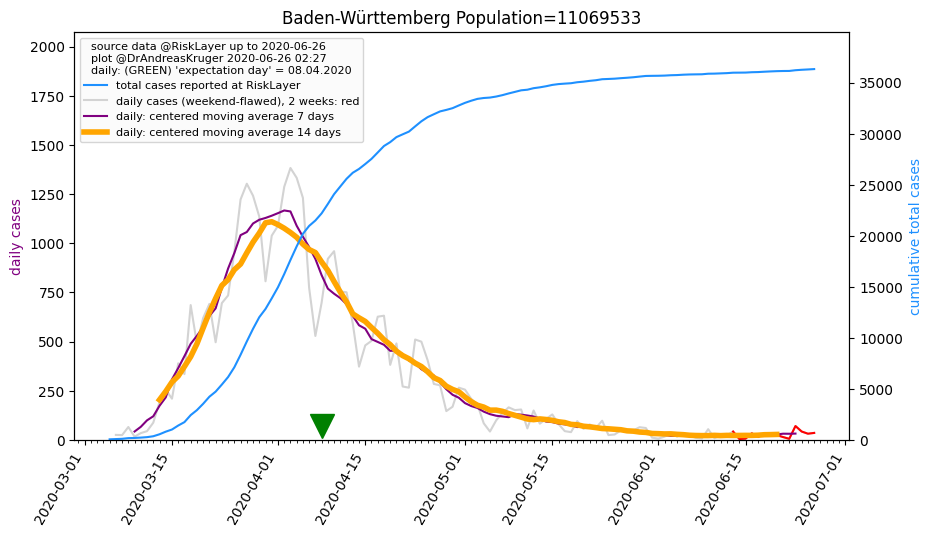 Baden-Württemberg Population=11069533
source data @RiskLayer up to 2020-06-26
plot @DrAndreasKruger 2020-06-26 02:27
daily: (GREEN) 'expectation day' = 08.04.2020
total cases reported at RiskLayer
daily cases (weekend-flawed), 2 weeks: red
daily: centered moving average 7 days
daily: centered moving average 14 days
daily cases
2000
1750
1500
1250
1000
750
500
250
0
35000
30000
25000
20000
15000
10000
5000
0
cumulative total cases
2020-03-01
2020-03-15
2020-04-01
2020-04-15
2020-05-01
2020-05-15
2020-06-01
2020-06-15
2020-07-01